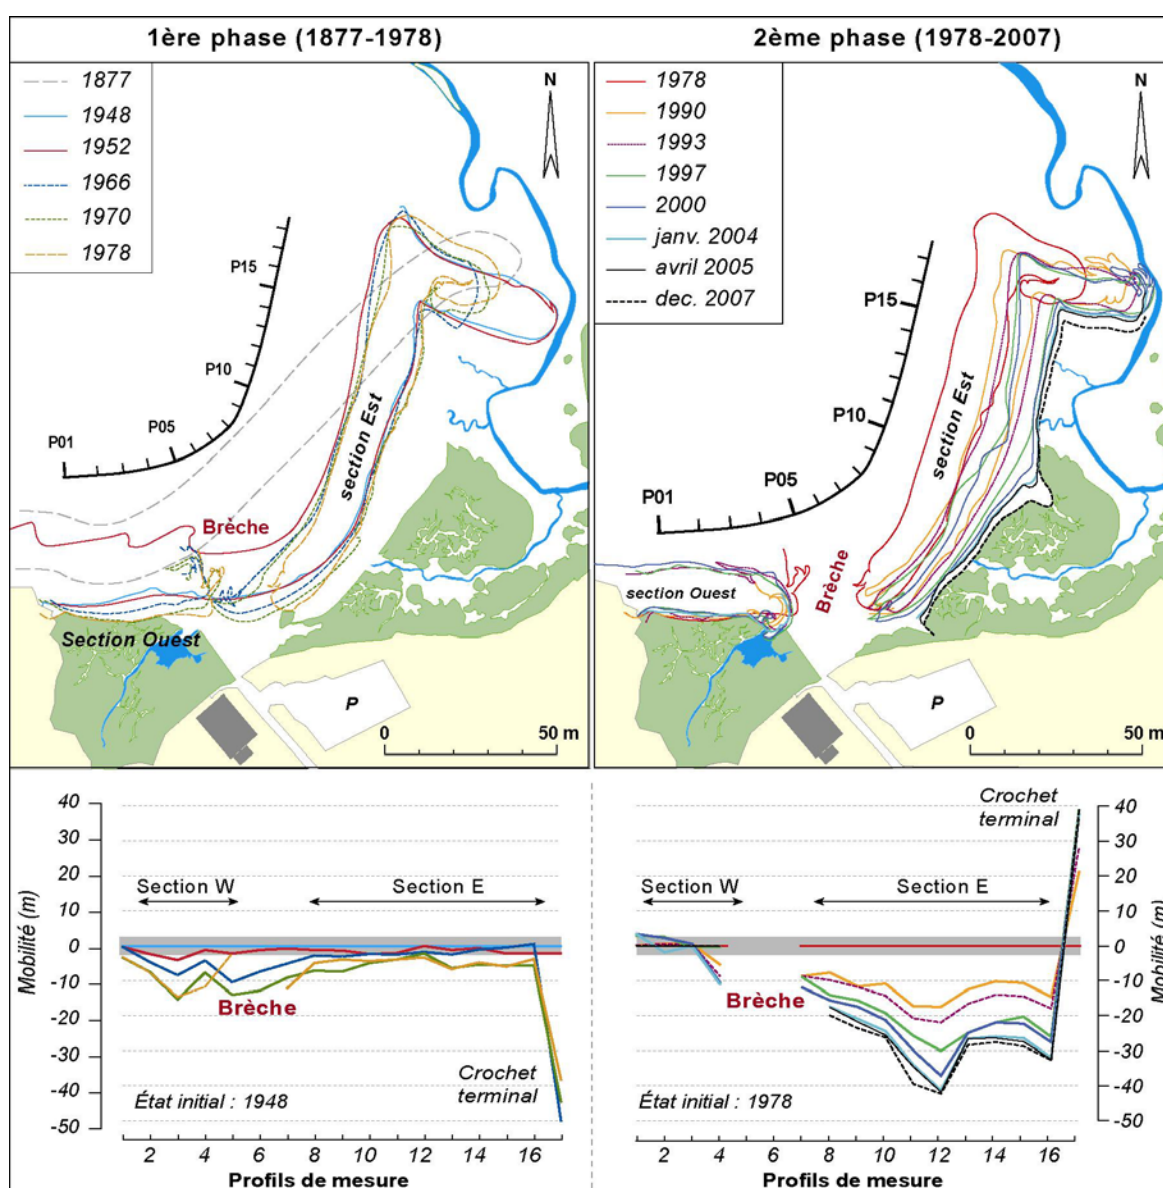 1ère phase (1877-1978)
1877
1948
1952
1966
1970
1978
N
P15
P10
P05
P01
section Est
Brèche
Section Ouest
P
0 50 m
2ème phase (1978-2007)
1978
1990
1993
1997
2000
janv. 2004
avril 2005
dec. 2007
N
P15
P10
P05
P01
section Est
Brèche
section Ouest
P
0 50 m
Mobilité (m)
40
30
20
10
0
-10
-20
-30
-40
-50
Section W
Section E
Brèche
Crochet
terminal
État initial : 1948
2 4 6 8 10 12 14 16
Profils de mesure
Crochet
terminal
Section W
Section E
Brèche
État initial : 1978
40
30
20
10
0
-10
-20
-30
-40
-50
Mobilité (m)
2 4 6 8 10 12 14 16
Profils de mesure